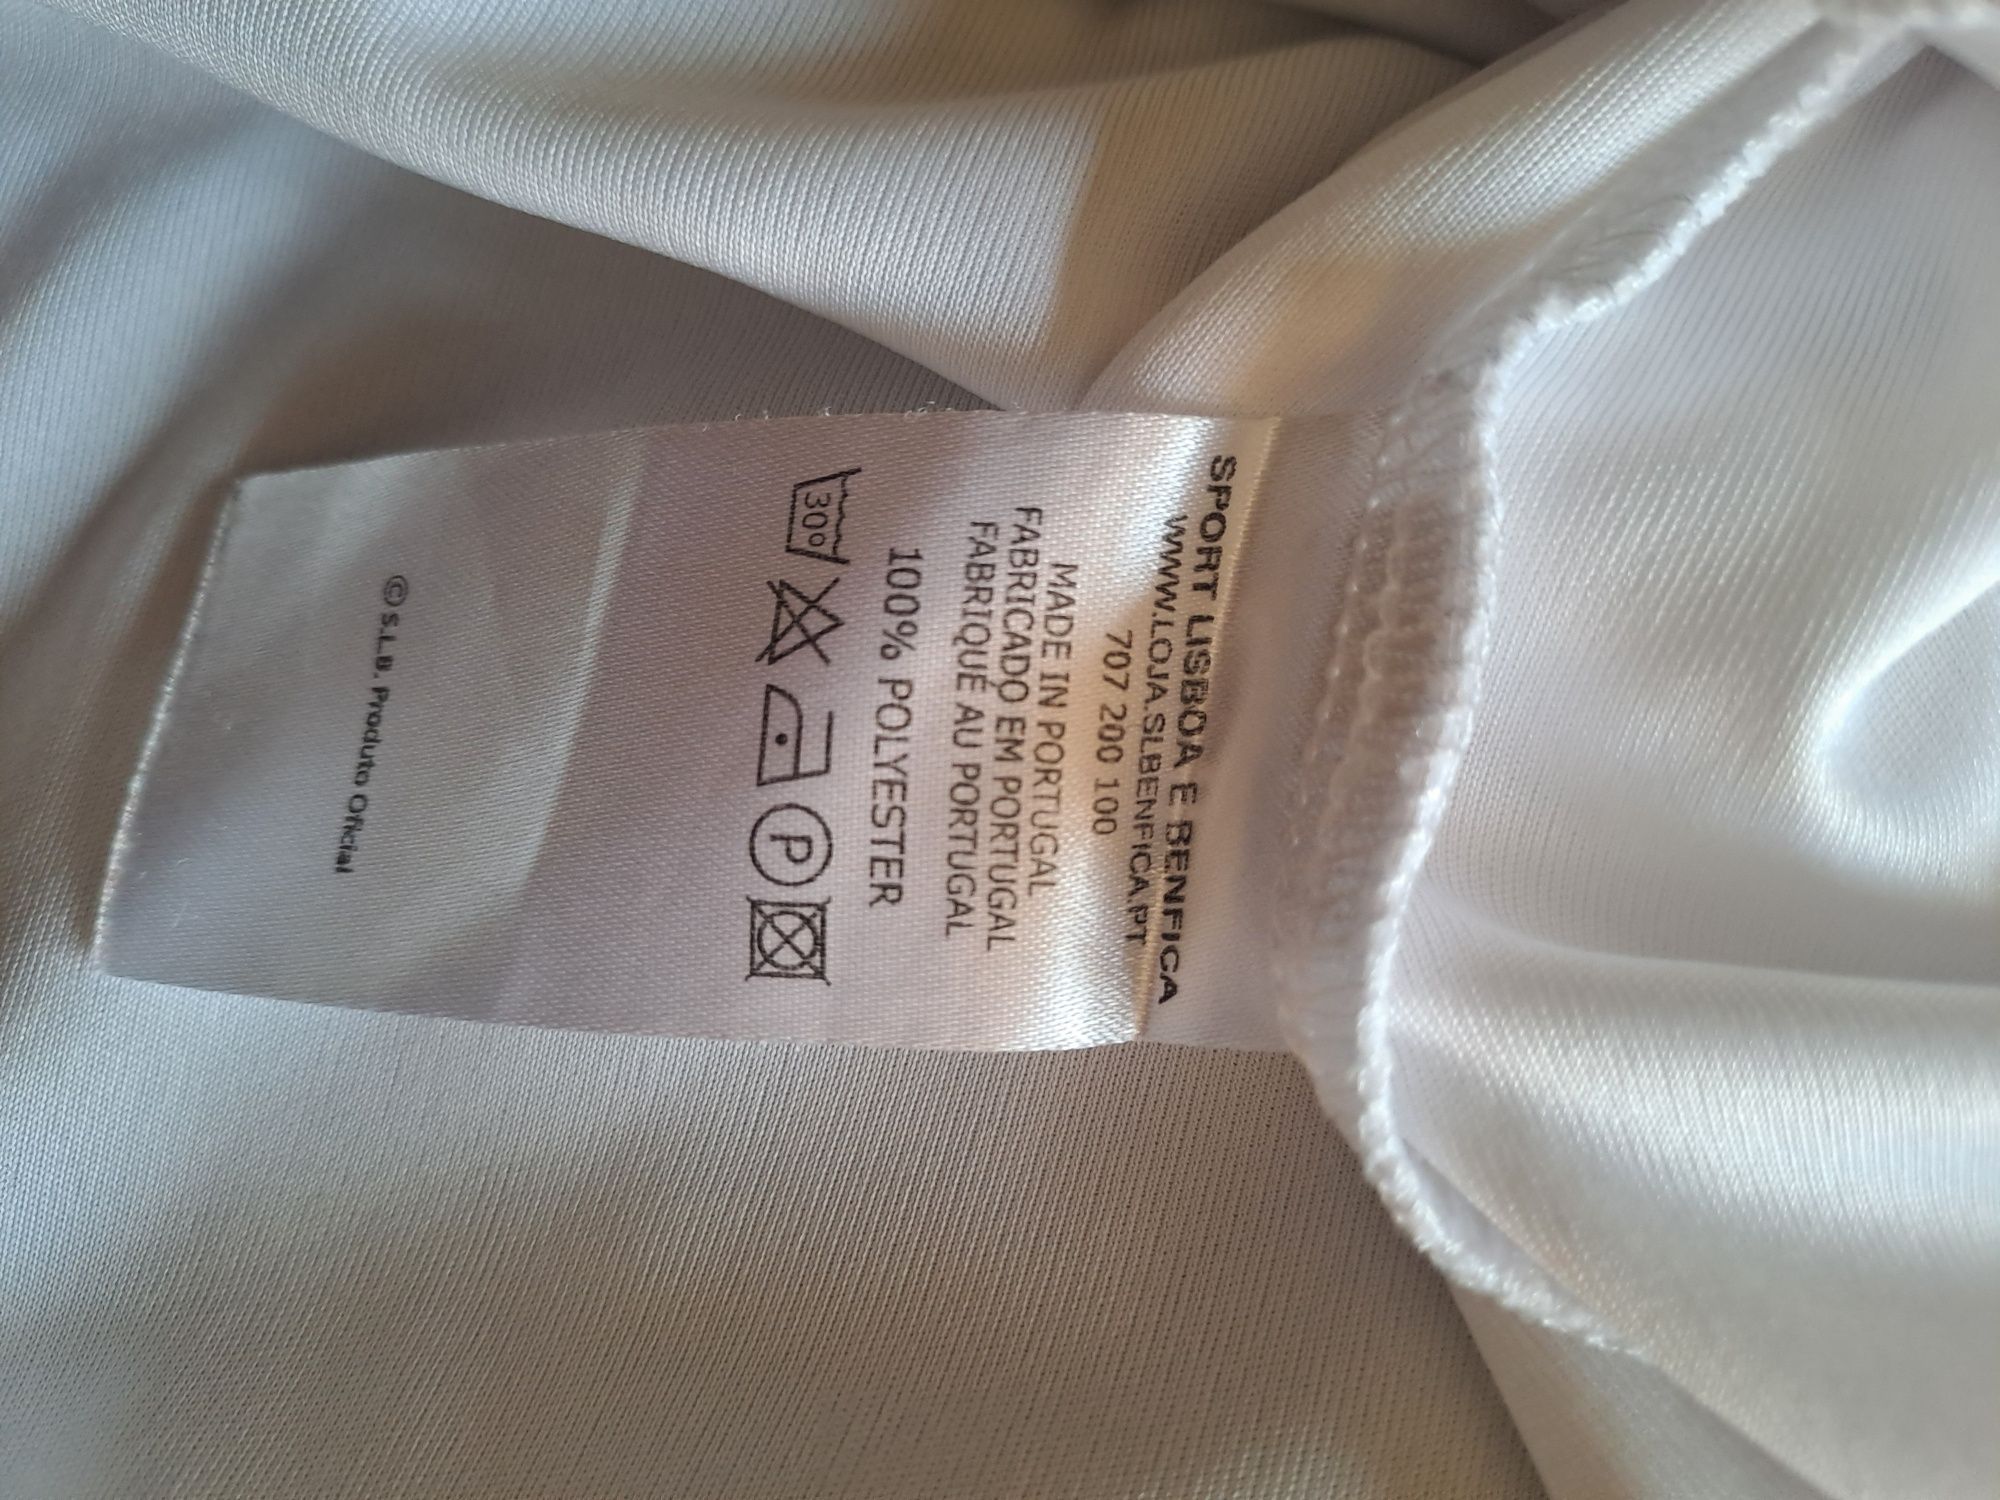 SPORT LISBOA E BENFICA
WWW.LOJA.SLBENFICA.PT
707 200 100
MADE IN PORTUGAL
FABRICADO EM PORTUGAL
FABRIQUÉ AU PORTUGAL
100% POLYESTER
30º P
© S.L.B. Produto Oficial